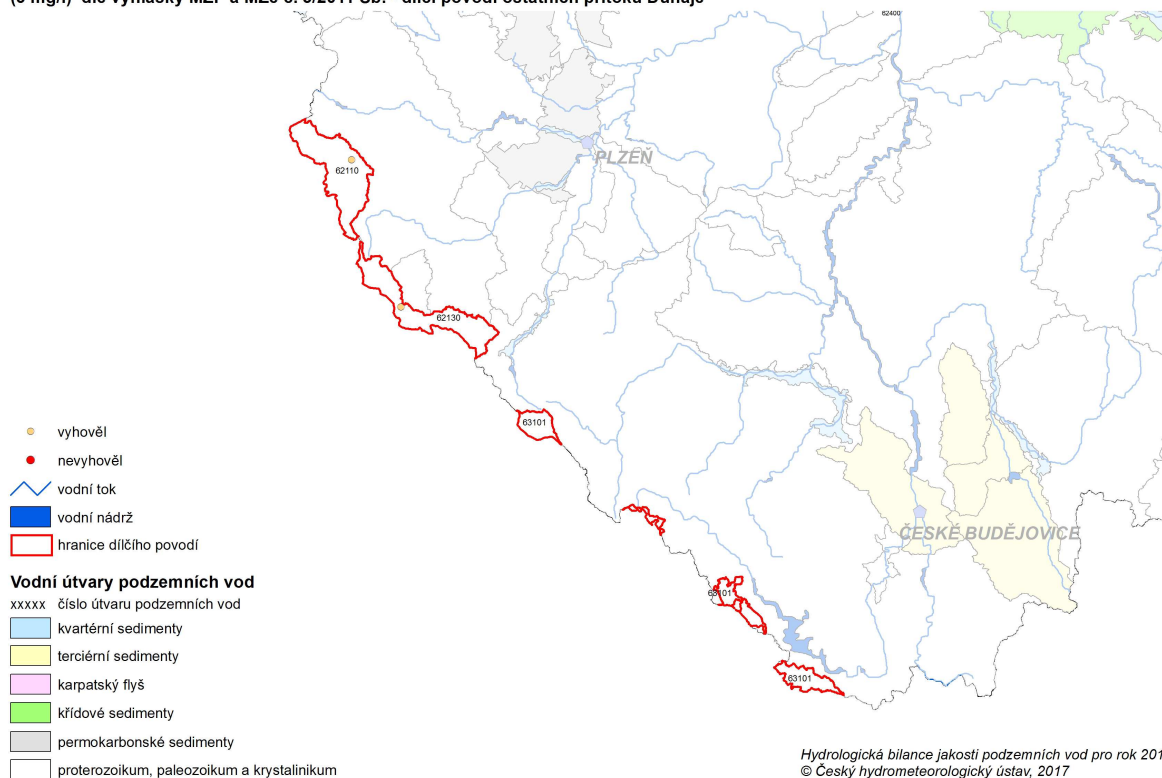 62400
PLZEŇ
62110
62130
63101
ČESKÉ BUDĚJOVICE
63101
63101
vyhověl
nevyhověl
vodní tok
vodní nádrž
hranice dílčího povodí
Vodní útvary podzemních vod
xxxxx číslo útvaru podzemních vod
kvartérní sedimenty
terciérní sedimenty
karpatský flyš
křídové sedimenty
permokarbonské sedimenty
proterozoikum, paleozoikum a krystalinikum
Hydrologická bilance jakosti podzemních vod pro rok 201
© Český hydrometeorologický ústav, 2017